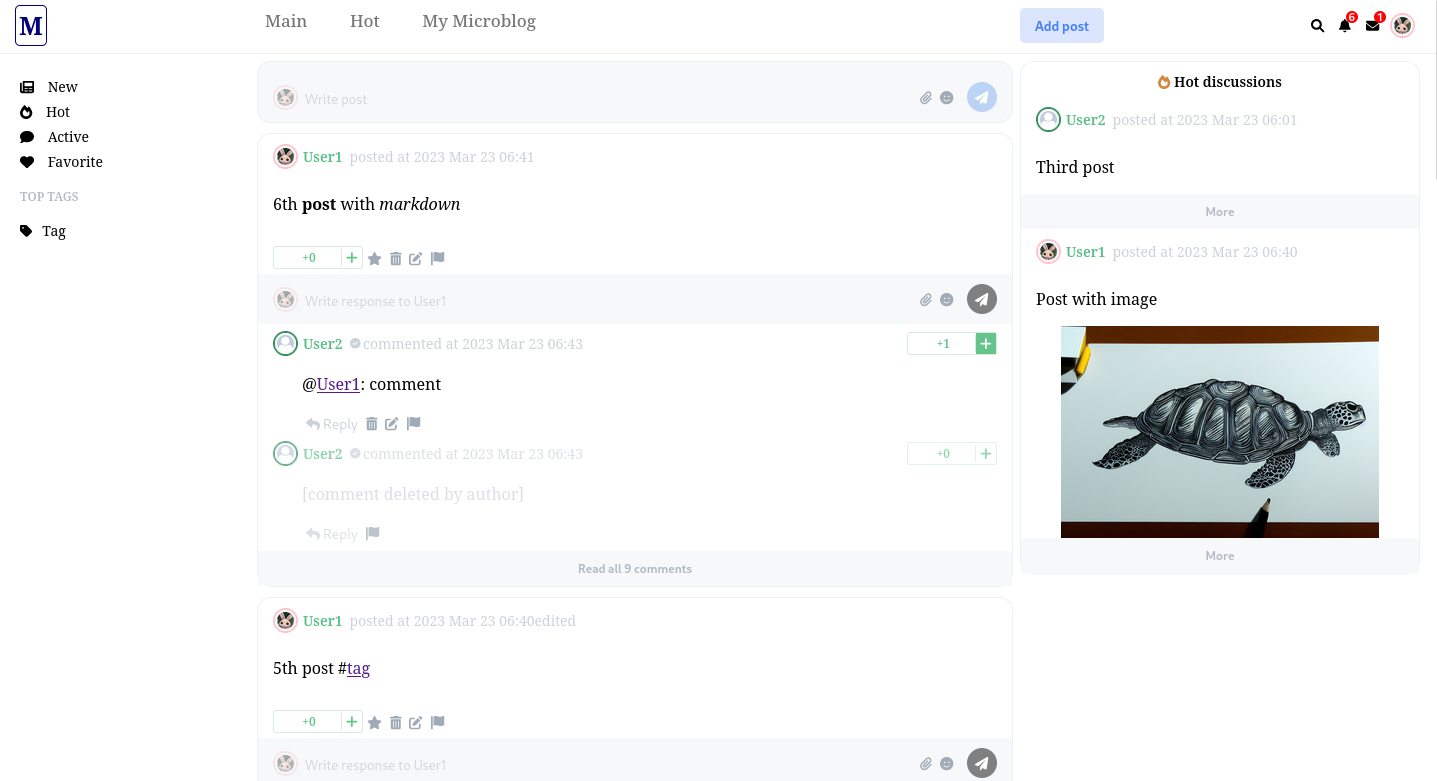 M
Main Hot My Microblog
Add post
6 1
New
Hot
Active
Favorite
TOP TAGS
Tag
Write post
User1 posted at 2023 Mar 23 06:41
6th post with markdown
+0
Write response to User1
User2 commented at 2023 Mar 23 06:43
+1
@User1: comment
Reply
User2 commented at 2023 Mar 23 06:43
+0
[comment deleted by author]
Reply
Read all 9 comments
User1 posted at 2023 Mar 23 06:40edited
5th post #tag
+0
Write response to User1
Hot discussions
User2 posted at 2023 Mar 23 06:01
Third post
More
User1 posted at 2023 Mar 23 06:40
Post with image
More